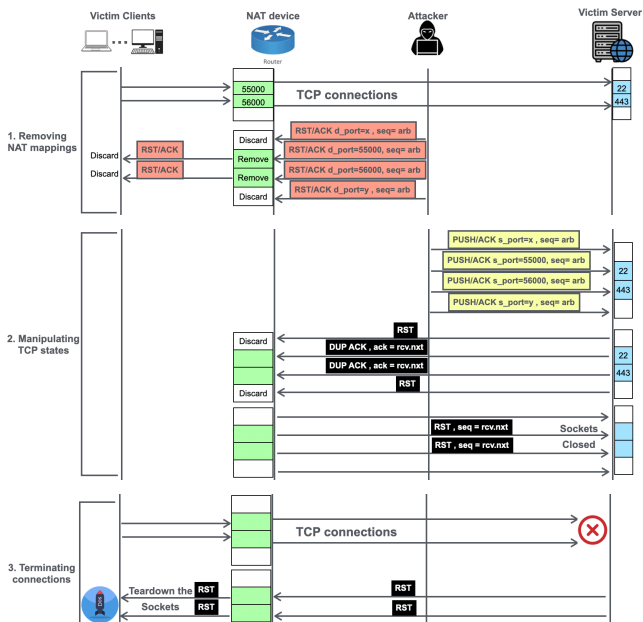 Victim Clients
NAT device
Attacker
Victim Server
Router
55000
56000
TCP connections
22
443
1. Removing
NAT mappings
Discard
Discard
RST/ACK
RST/ACK
Discard
Remove
Remove
Discard
RST/ACK d_port=x , seq= arb
RST/ACK d_port=55000, seq= arb
RST/ACK d_port=56000, seq= arb
RST/ACK d_port=y , seq= arb
PUSH/ACK s_port=x , seq= arb
PUSH/ACK s_port=55000, seq= arb
PUSH/ACK s_port=56000, seq= arb
PUSH/ACK s_port=y , seq= arb
22
443
2. Manipulating
TCP states
Discard
Discard
RST
DUP ACK , ack = rcv.nxt
DUP ACK , ack = rcv.nxt
RST
22
443
RST , seq = rcv.nxt
RST , seq = rcv.nxt
Sockets
Closed
3. Terminating
connections
TCP connections
Teardown the
Sockets
RST
RST
RST
RST
DoS